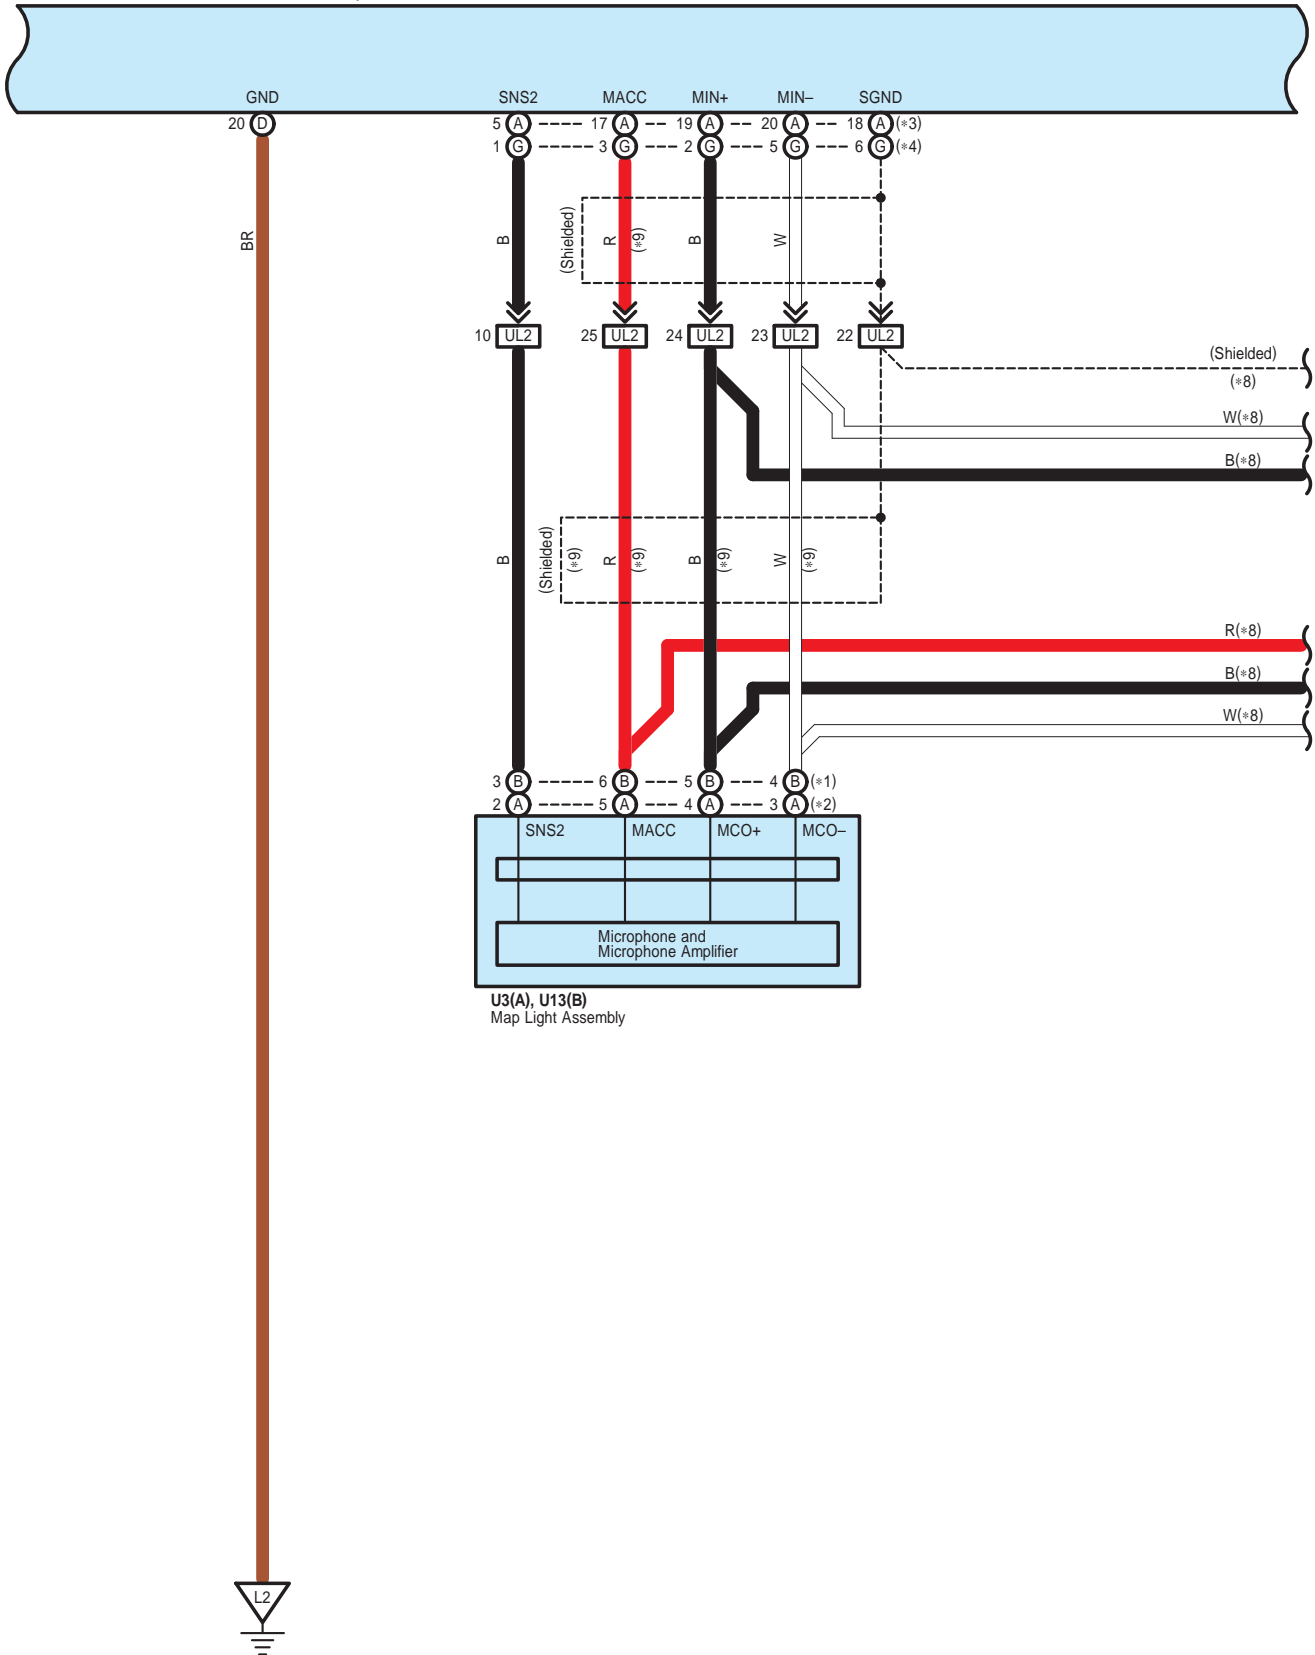 GND SNS2 MACC MIN+ MIN– SGND
20 D 5 A 17 A 19 A 20 A 18 A (*3)
1 G 3 G 2 G 5 G 6 G (*4)
BR B (Shielded) R (*9) B W
10 UL2 25 UL2 24 UL2 23 UL2 22 UL2
(Shielded)
(*8)
W(*8)
B(*8)
B (Shielded) (*9) R (*9) B (*9) W (*9)
R(*8)
B(*8)
W(*8)
3 B 6 B 5 B 4 B (*1)
2 A 5 A 4 A 3 A (*2)
SNS2 MACC MCO+ MCO–
Microphone and
Microphone Amplifier
U3(A), U13(B)
Map Light Assembly
L2